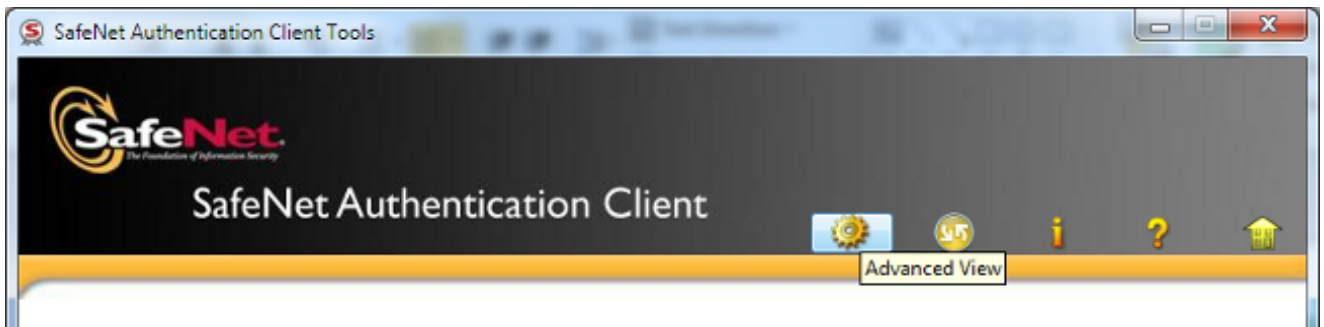 SafeNet Authentication Client Tools
SafeNet.
The Foundation of Information Security
SafeNet Authentication Client
i
?
Advanced View